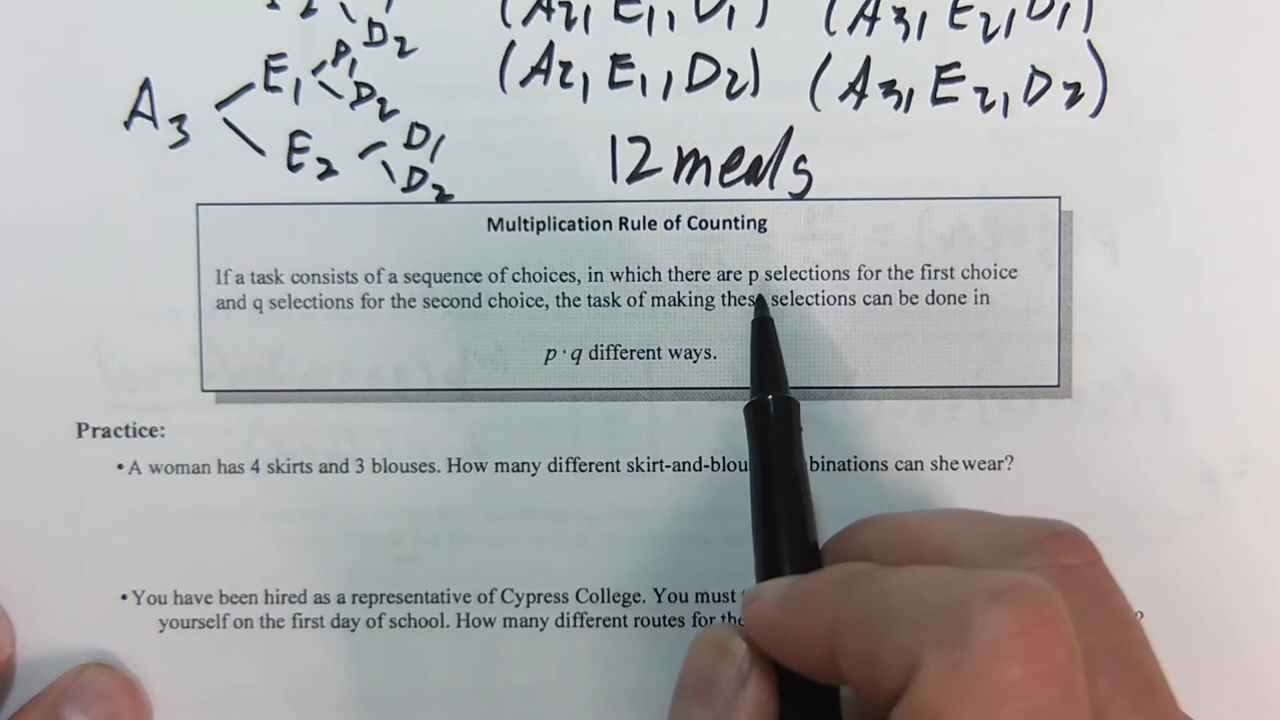 D2
(A2, E1, D1) (A3, E2, D1)
E1 D1
D2
(A2, E1, D2) (A3, E2, D2)
A3
E2 D1
D2
12 meals
Multiplication Rule of Counting
If a task consists of a sequence of choices, in which there are p selections for the first choice
and q selections for the second choice, the task of making these selections can be done in
p · q different ways.
Practice:
• A woman has 4 skirts and 3 blouses. How many different skirt-and-blou binations can she wear?
• You have been hired as a representative of Cypress College. You must
yourself on the first day of school. How many different routes for the ?